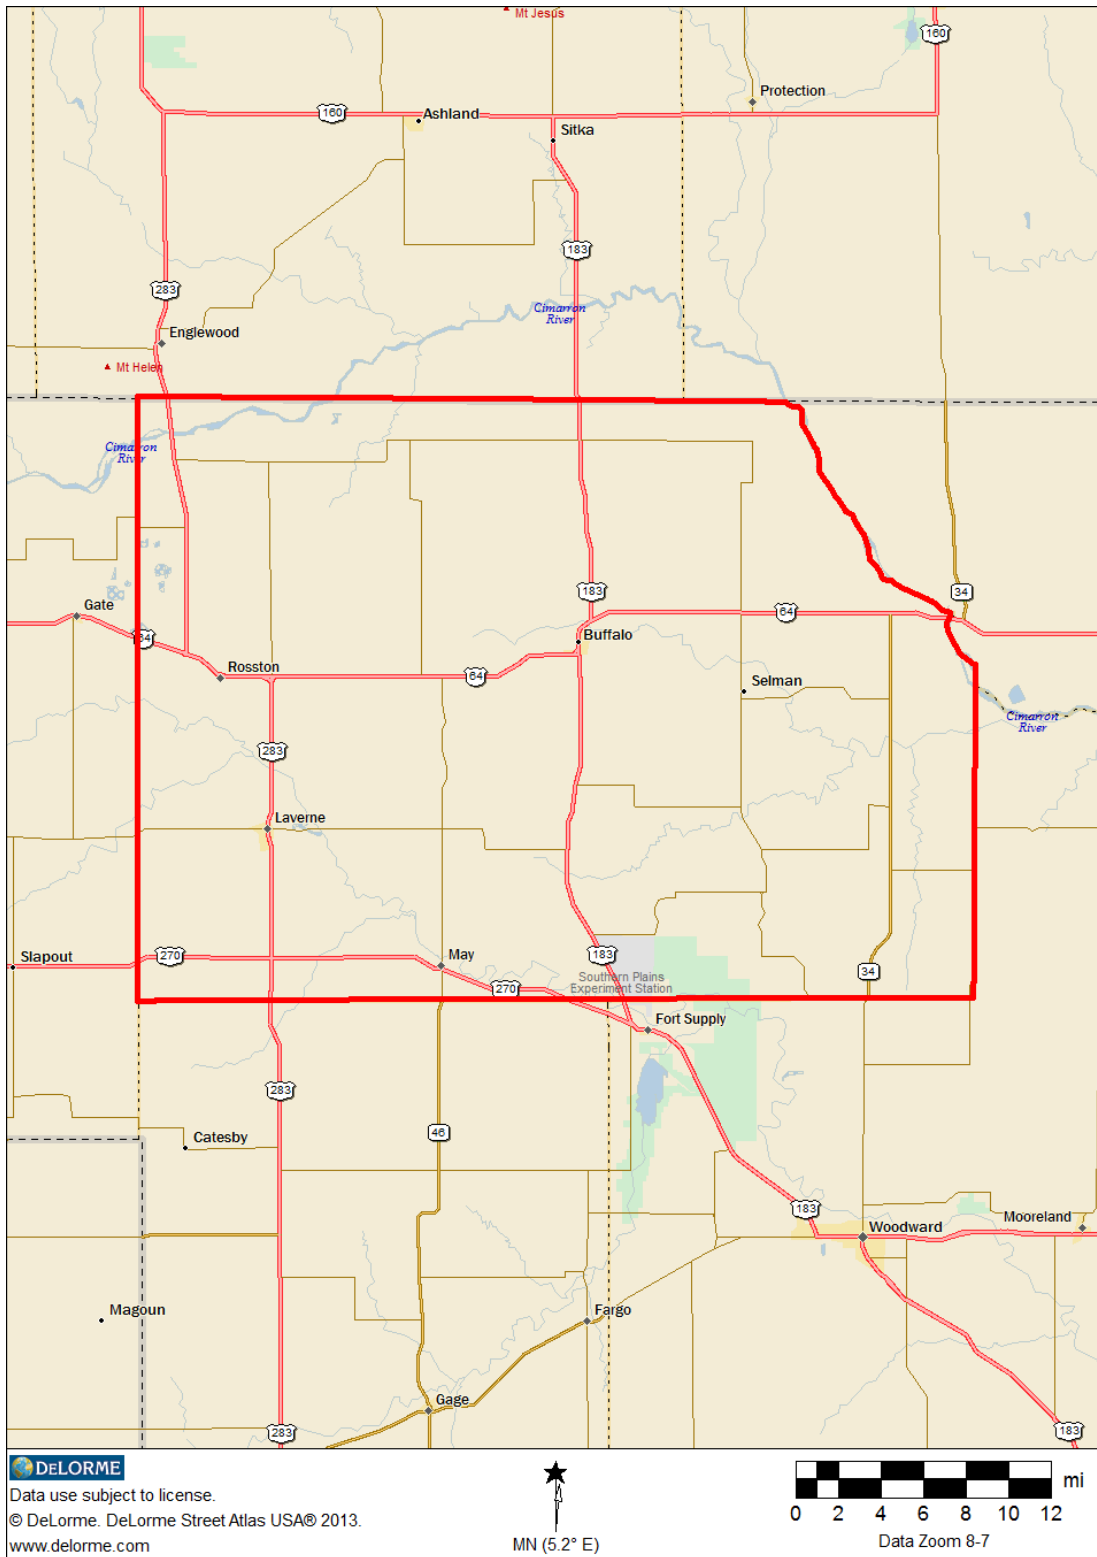 Mt Jesus
160
Protection
160
Ashland
Sitka
183
283
Cimarron
River
Englewood
Mt Helen
Cimarron
River
183
34
Gate
64
Buffalo
64
Rosston
64
Selman
Cimarron
River
283
Laverne
Slapout
270
May
183
34
Southern Plains
Experiment Station
270
Fort Supply
283
46
Catesby
183
Woodward
Mooreland
Magoun
Fargo
Gage
283
183
DELORME
Data use subject to license.
© DeLorme. DeLorme Street Atlas USA® 2013.
www.delorme.com
MN (5.2° E)
mi
0 2 4 6 8 10 12
Data Zoom 8-7